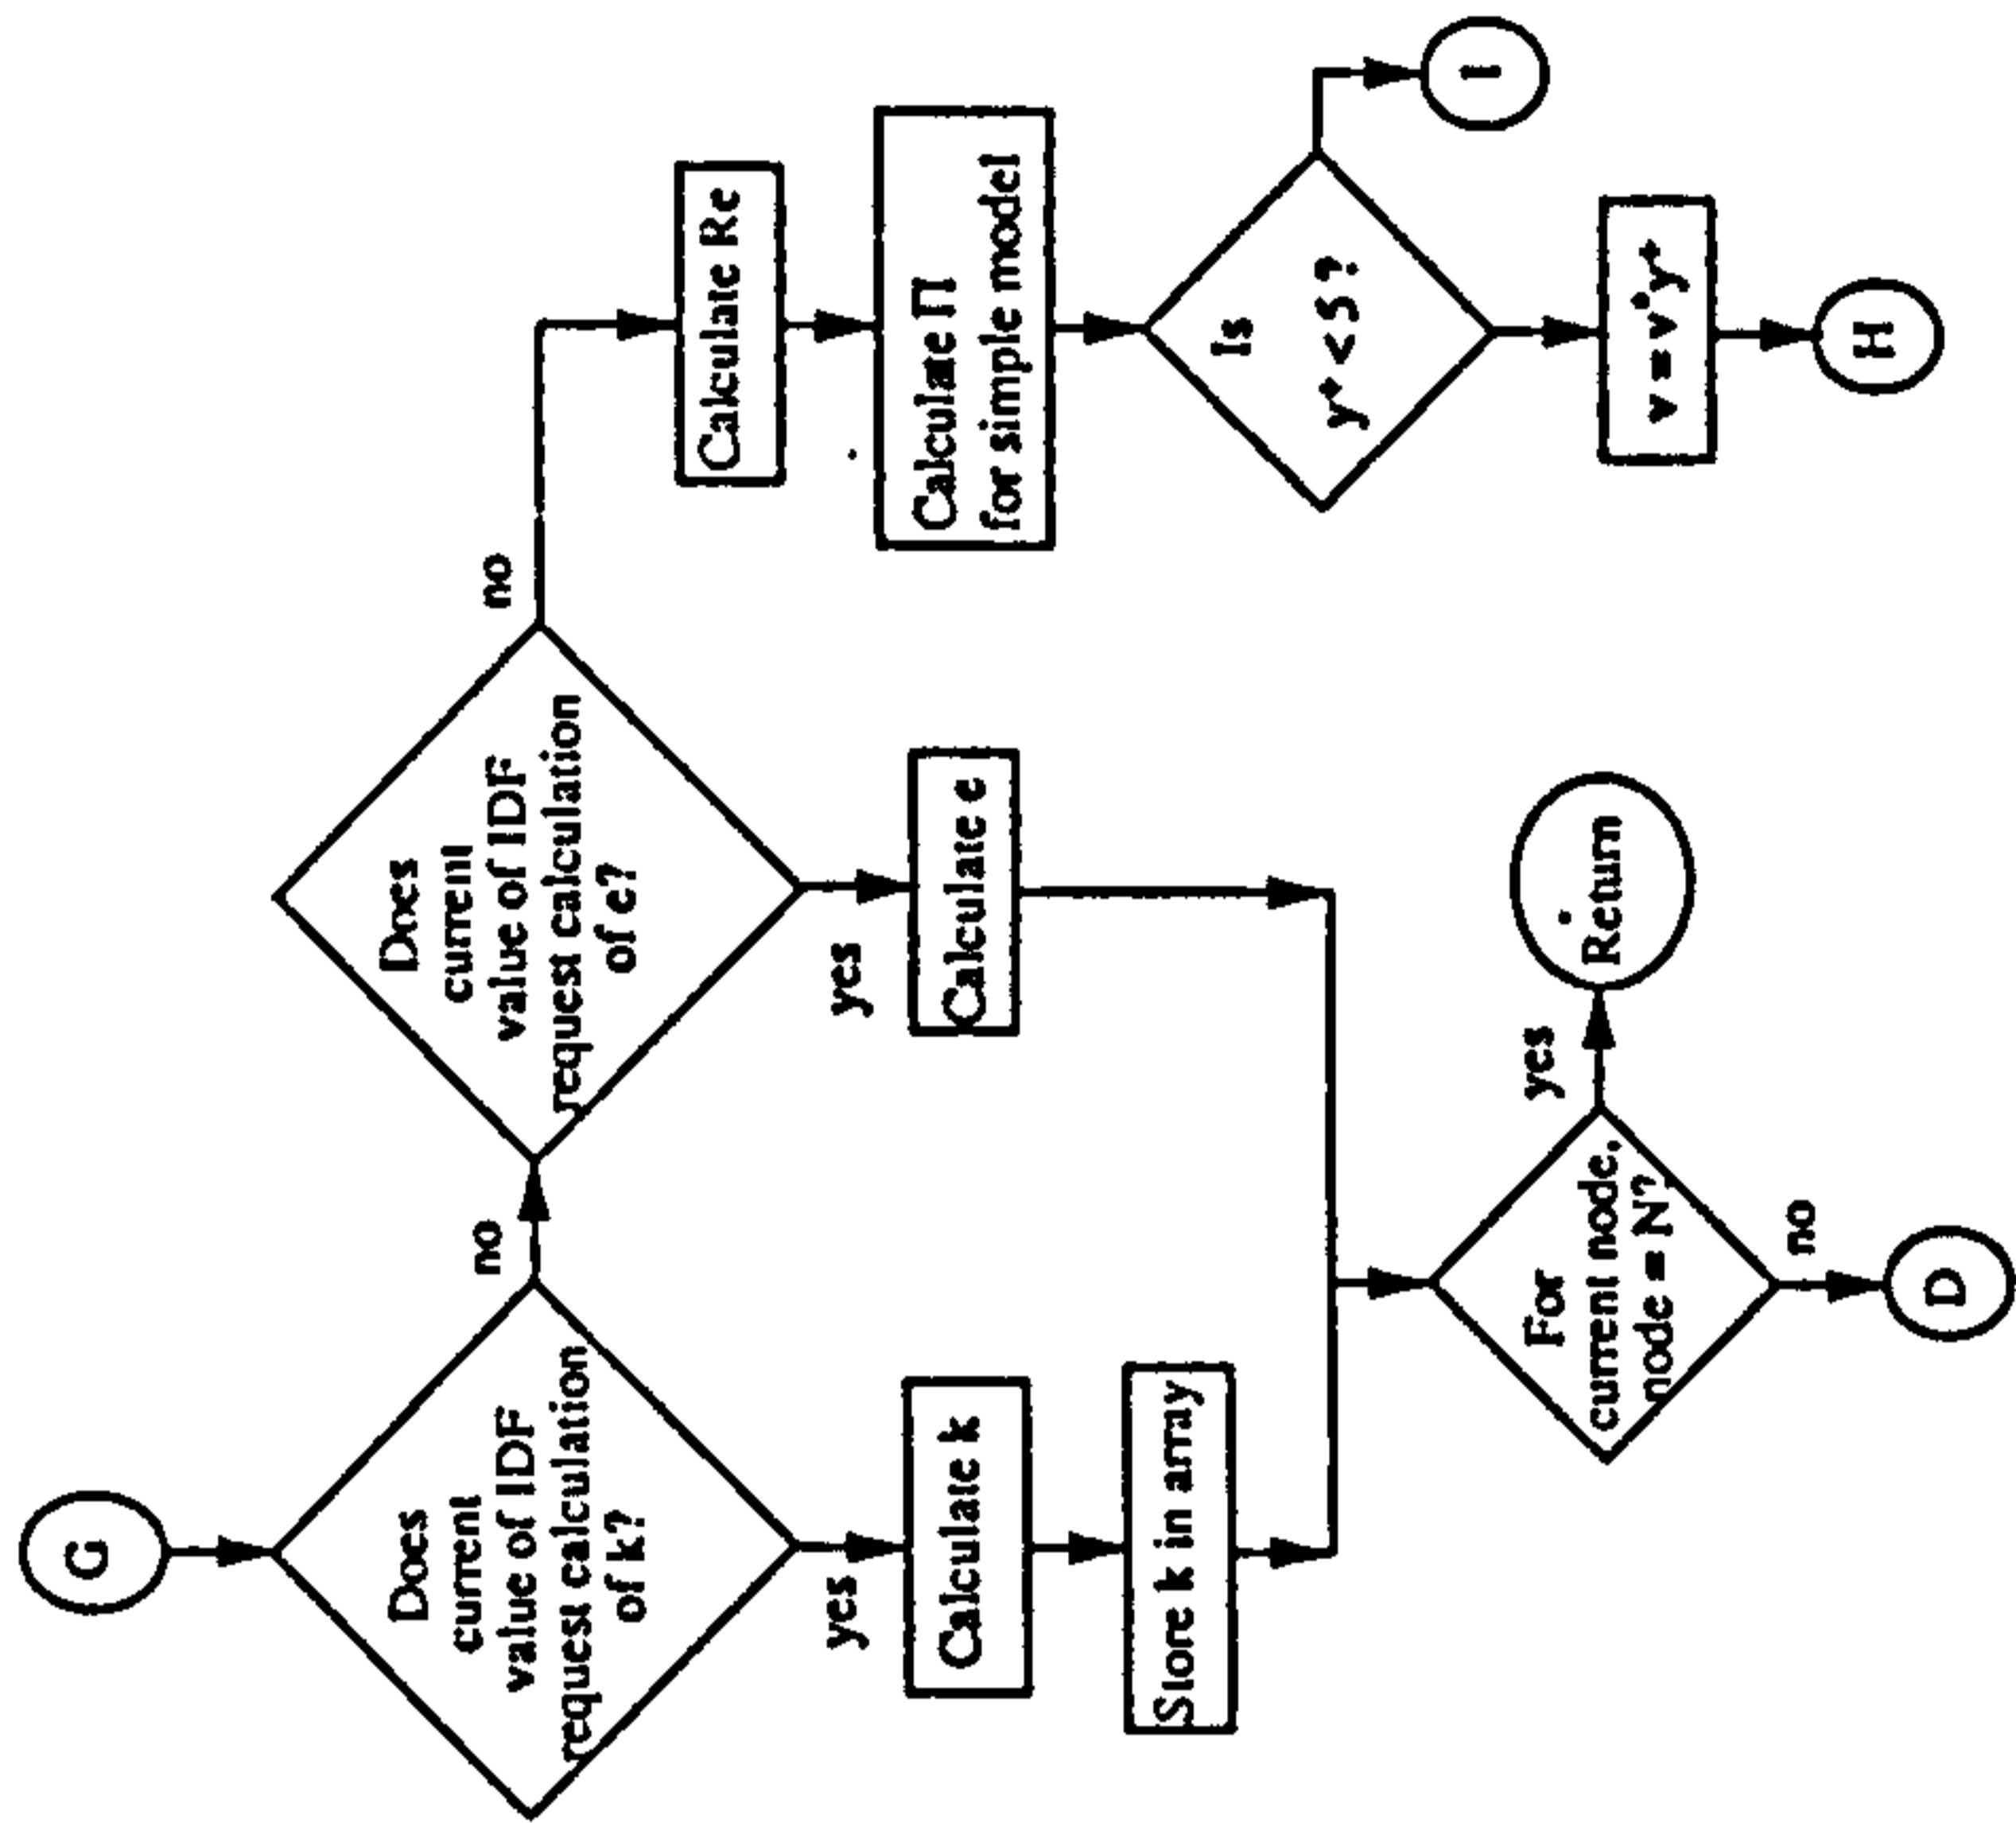 G
Does
current
value of IDF
request calculation
of k?
no
yes
Calculate k
Store k in array
Does
current
value of IDF
request calculation
of e?
no
yes
Calculate e
For
current node,
node = N?
yes
Return
no
D
Calculate Re
Calculate Π
for simple model
Is
y⁺ < 5?
I
v = v*y⁺
H